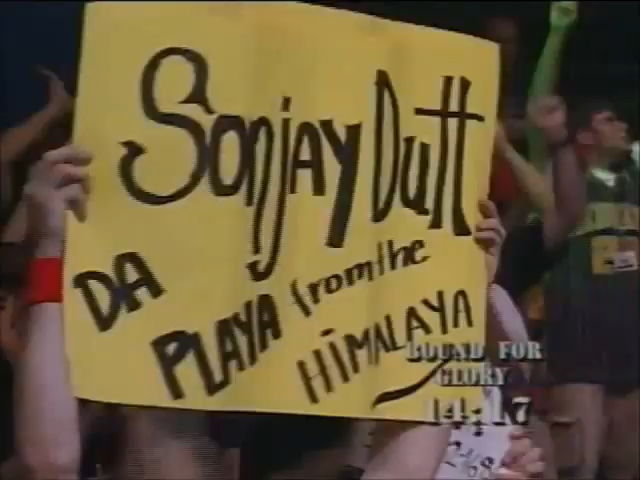 Sonjay Dutt
DA PLAYA from the HIMALAYA
BOUND FOR
GLORY
14:17